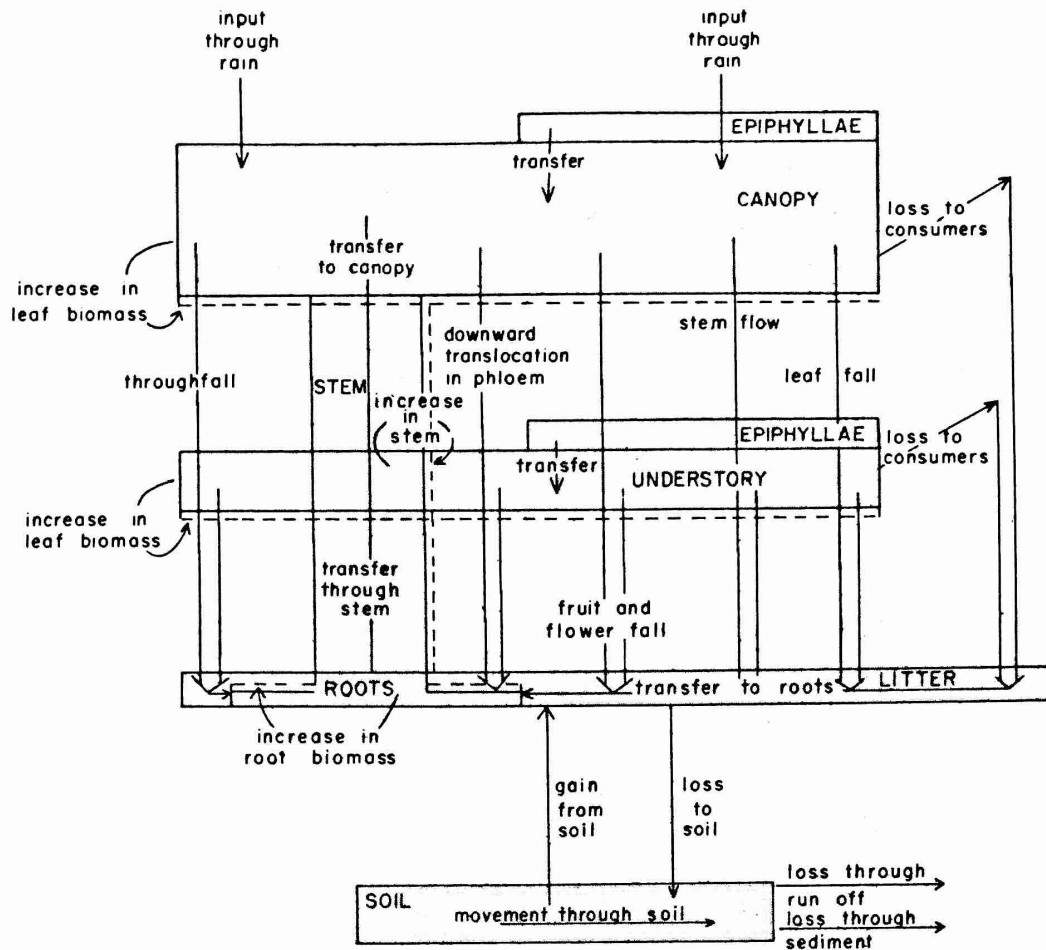 input
through
rain
input
through
rain
EPIPHYLLAE
transfer
CANOPY
loss to
consumers
transfer
to canopy
increase in
leaf biomass
stem flow
downward
translocation
in phloem
throughfall
STEM
leaf fall
increase
in
stem
EPIPHYLLAE
loss to
consumers
transfer
UNDERSTORY
increase in
leaf biomass
transfer
through
stem
fruit and
flower fall
ROOTS
transfer to roots
LITTER
increase in
root biomass
gain
from
soil
loss
to
soil
SOIL
movement through soil
loss through
run off
loss through
sediment